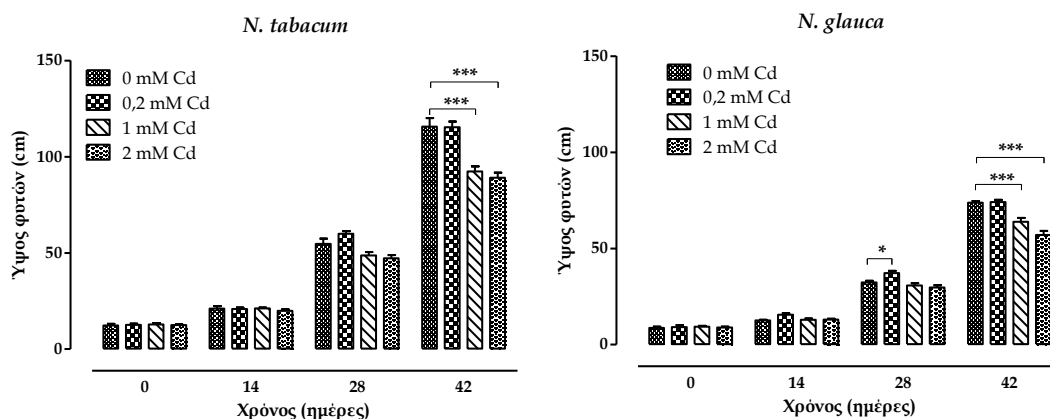 N. tabacum
150
100
50
0
Ύψος φυτών (cm)
0 mM Cd
0,2 mM Cd
1 mM Cd
2 mM Cd
***
***
0 14 28 42
Χρόνος (ημέρες)
N. glauca
150
100
50
0
Ύψος φυτών (cm)
0 mM Cd
0,2 mM Cd
1 mM Cd
2 mM Cd
***
***
*
0 14 28 42
Χρόνος (ημέρες)